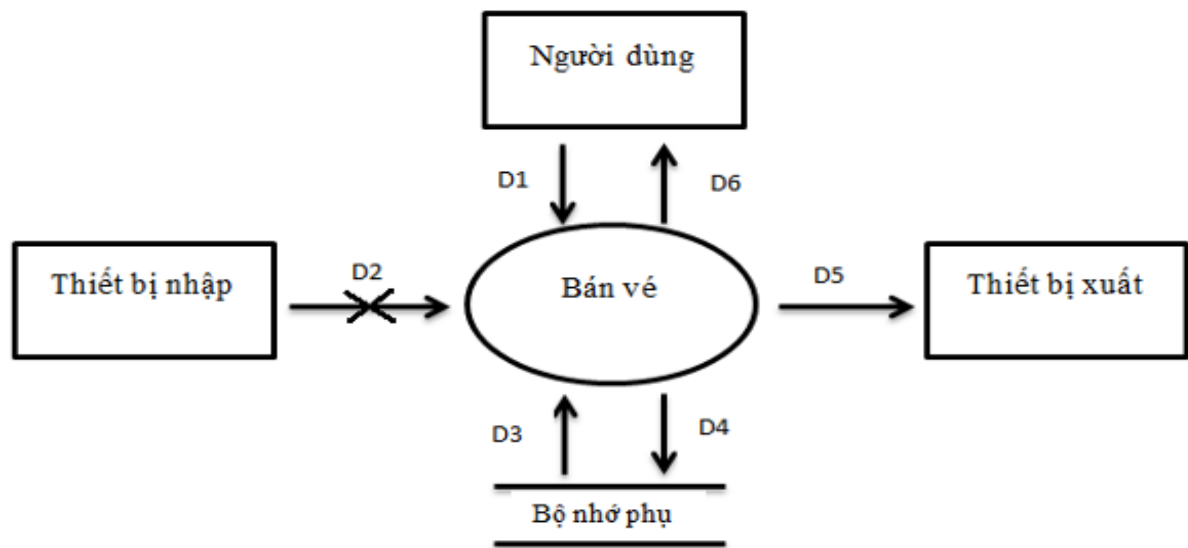 Người dùng
D1
D6
Thiết bị nhập
D2
Bán vé
D5
Thiết bị xuất
D3
D4
Bộ nhớ phụ